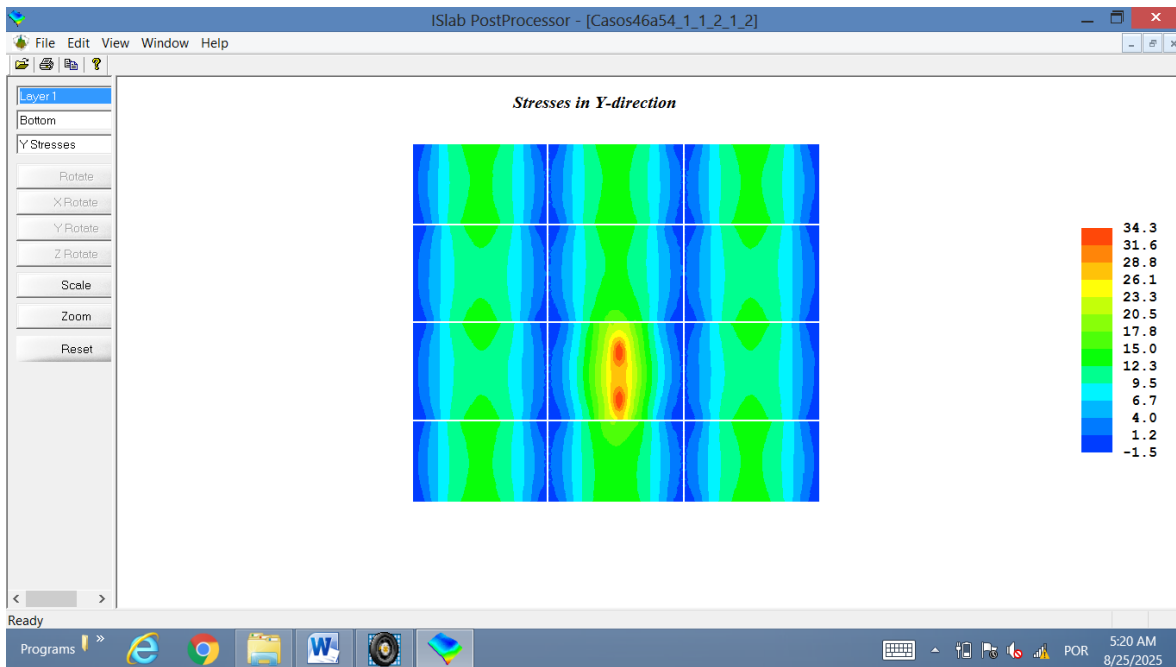 ISlab PostProcessor - [Casos46a54_1_1_2_1_2]
File Edit View Window Help
Layer1
Bottom
Y Stresses
Rotate
X Rotate
Y Rotate
Z Rotate
Scale
Zoom
Reset
Stresses in Y-direction
34.3
31.6
28.8
26.1
23.3
20.5
17.8
15.0
12.3
9.5
6.7
4.0
1.2
-1.5
Ready
Programs
POR
5:20 AM
8/25/2025